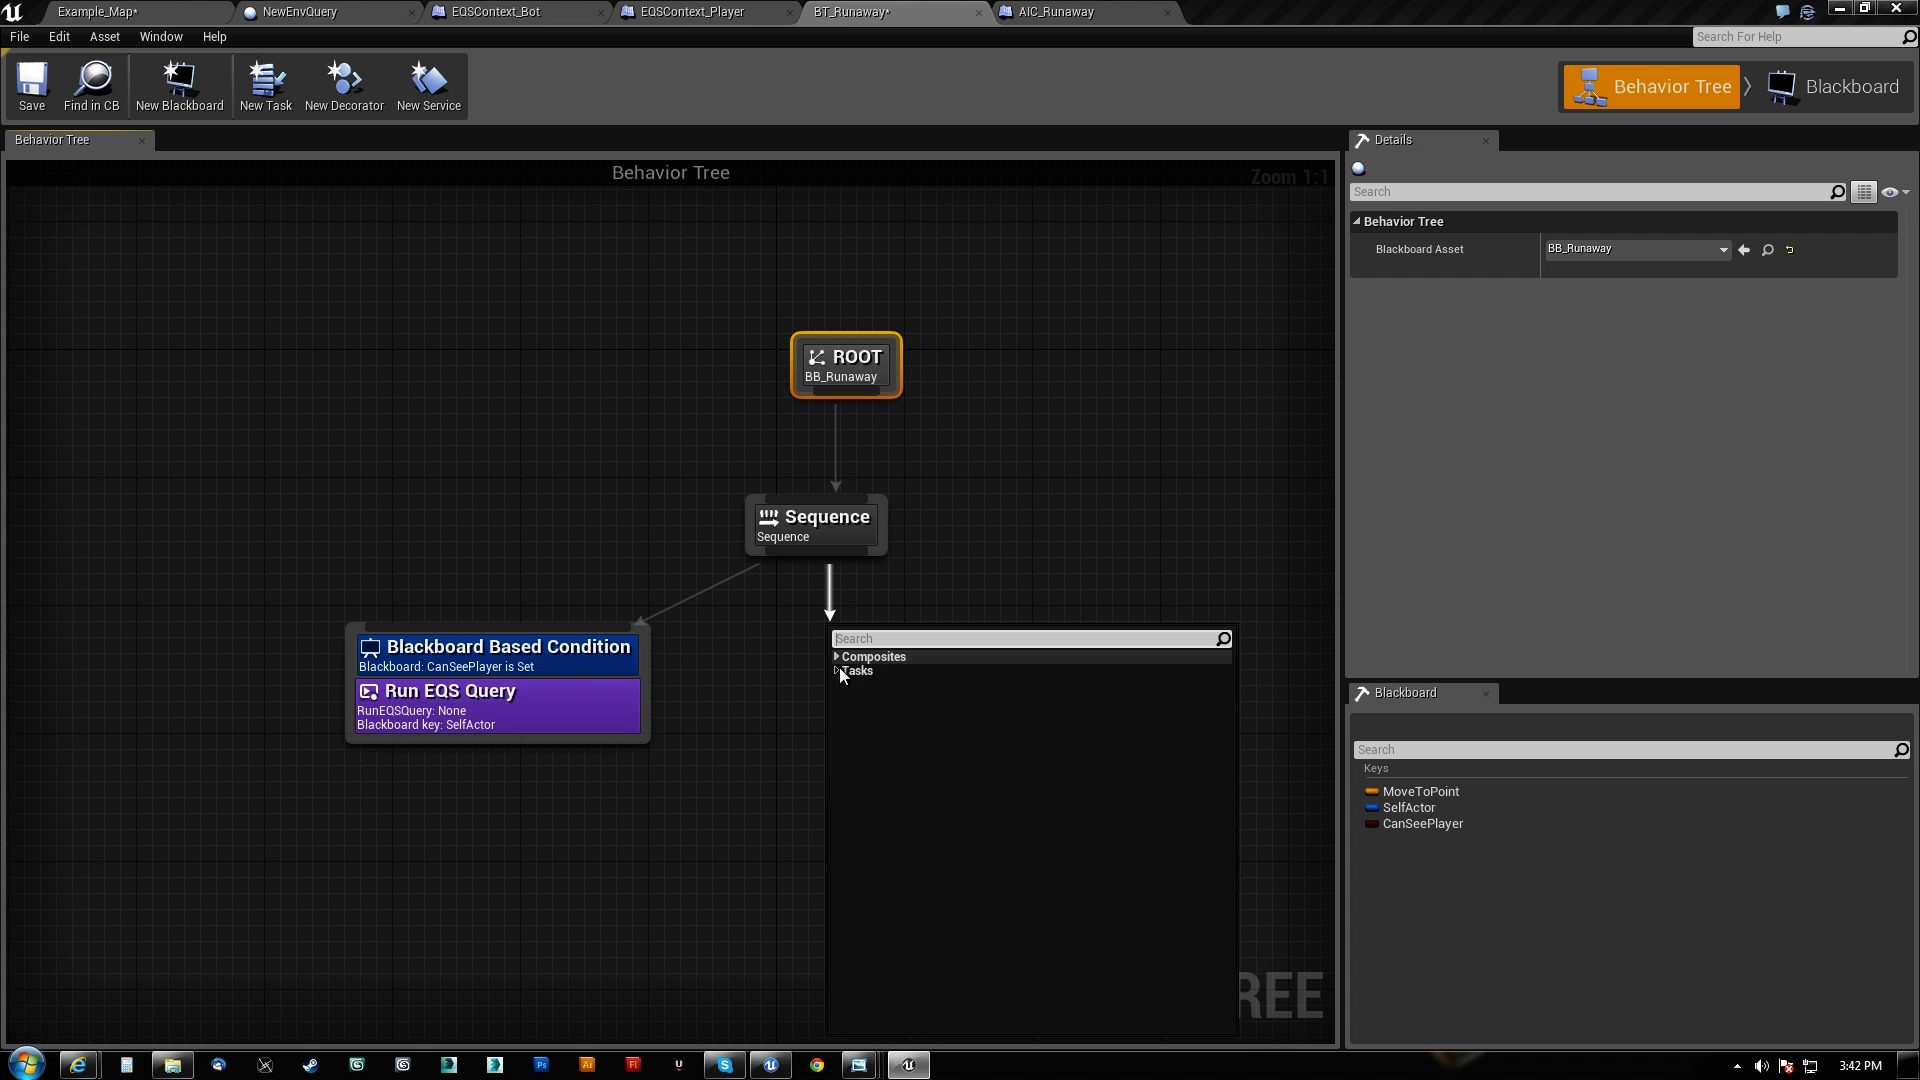 Example_Map*
NewEnvQuery
EQSContext_Bot
EQSContext_Player
BT_Runaway*
AIC_Runaway
File Edit Asset Window Help
Search For Help
Save
Find in CB
New Blackboard
New Task
New Decorator
New Service
Behavior Tree
Blackboard
Behavior Tree
Behavior Tree
Zoom 1:1
ROOT
BB_Runaway
Sequence
Sequence
Blackboard Based Condition
Blackboard: CanSeePlayer is Set
Run EQS Query
RunEQSQuery: None
Blackboard key: SelfActor
Search
Composites
Tasks
REE
Details
Search
Behavior Tree
Blackboard Asset
BB_Runaway
Blackboard
Search
Keys
MoveToPoint
SelfActor
CanSeePlayer
Ps
Ai
Fl
3:42 PM